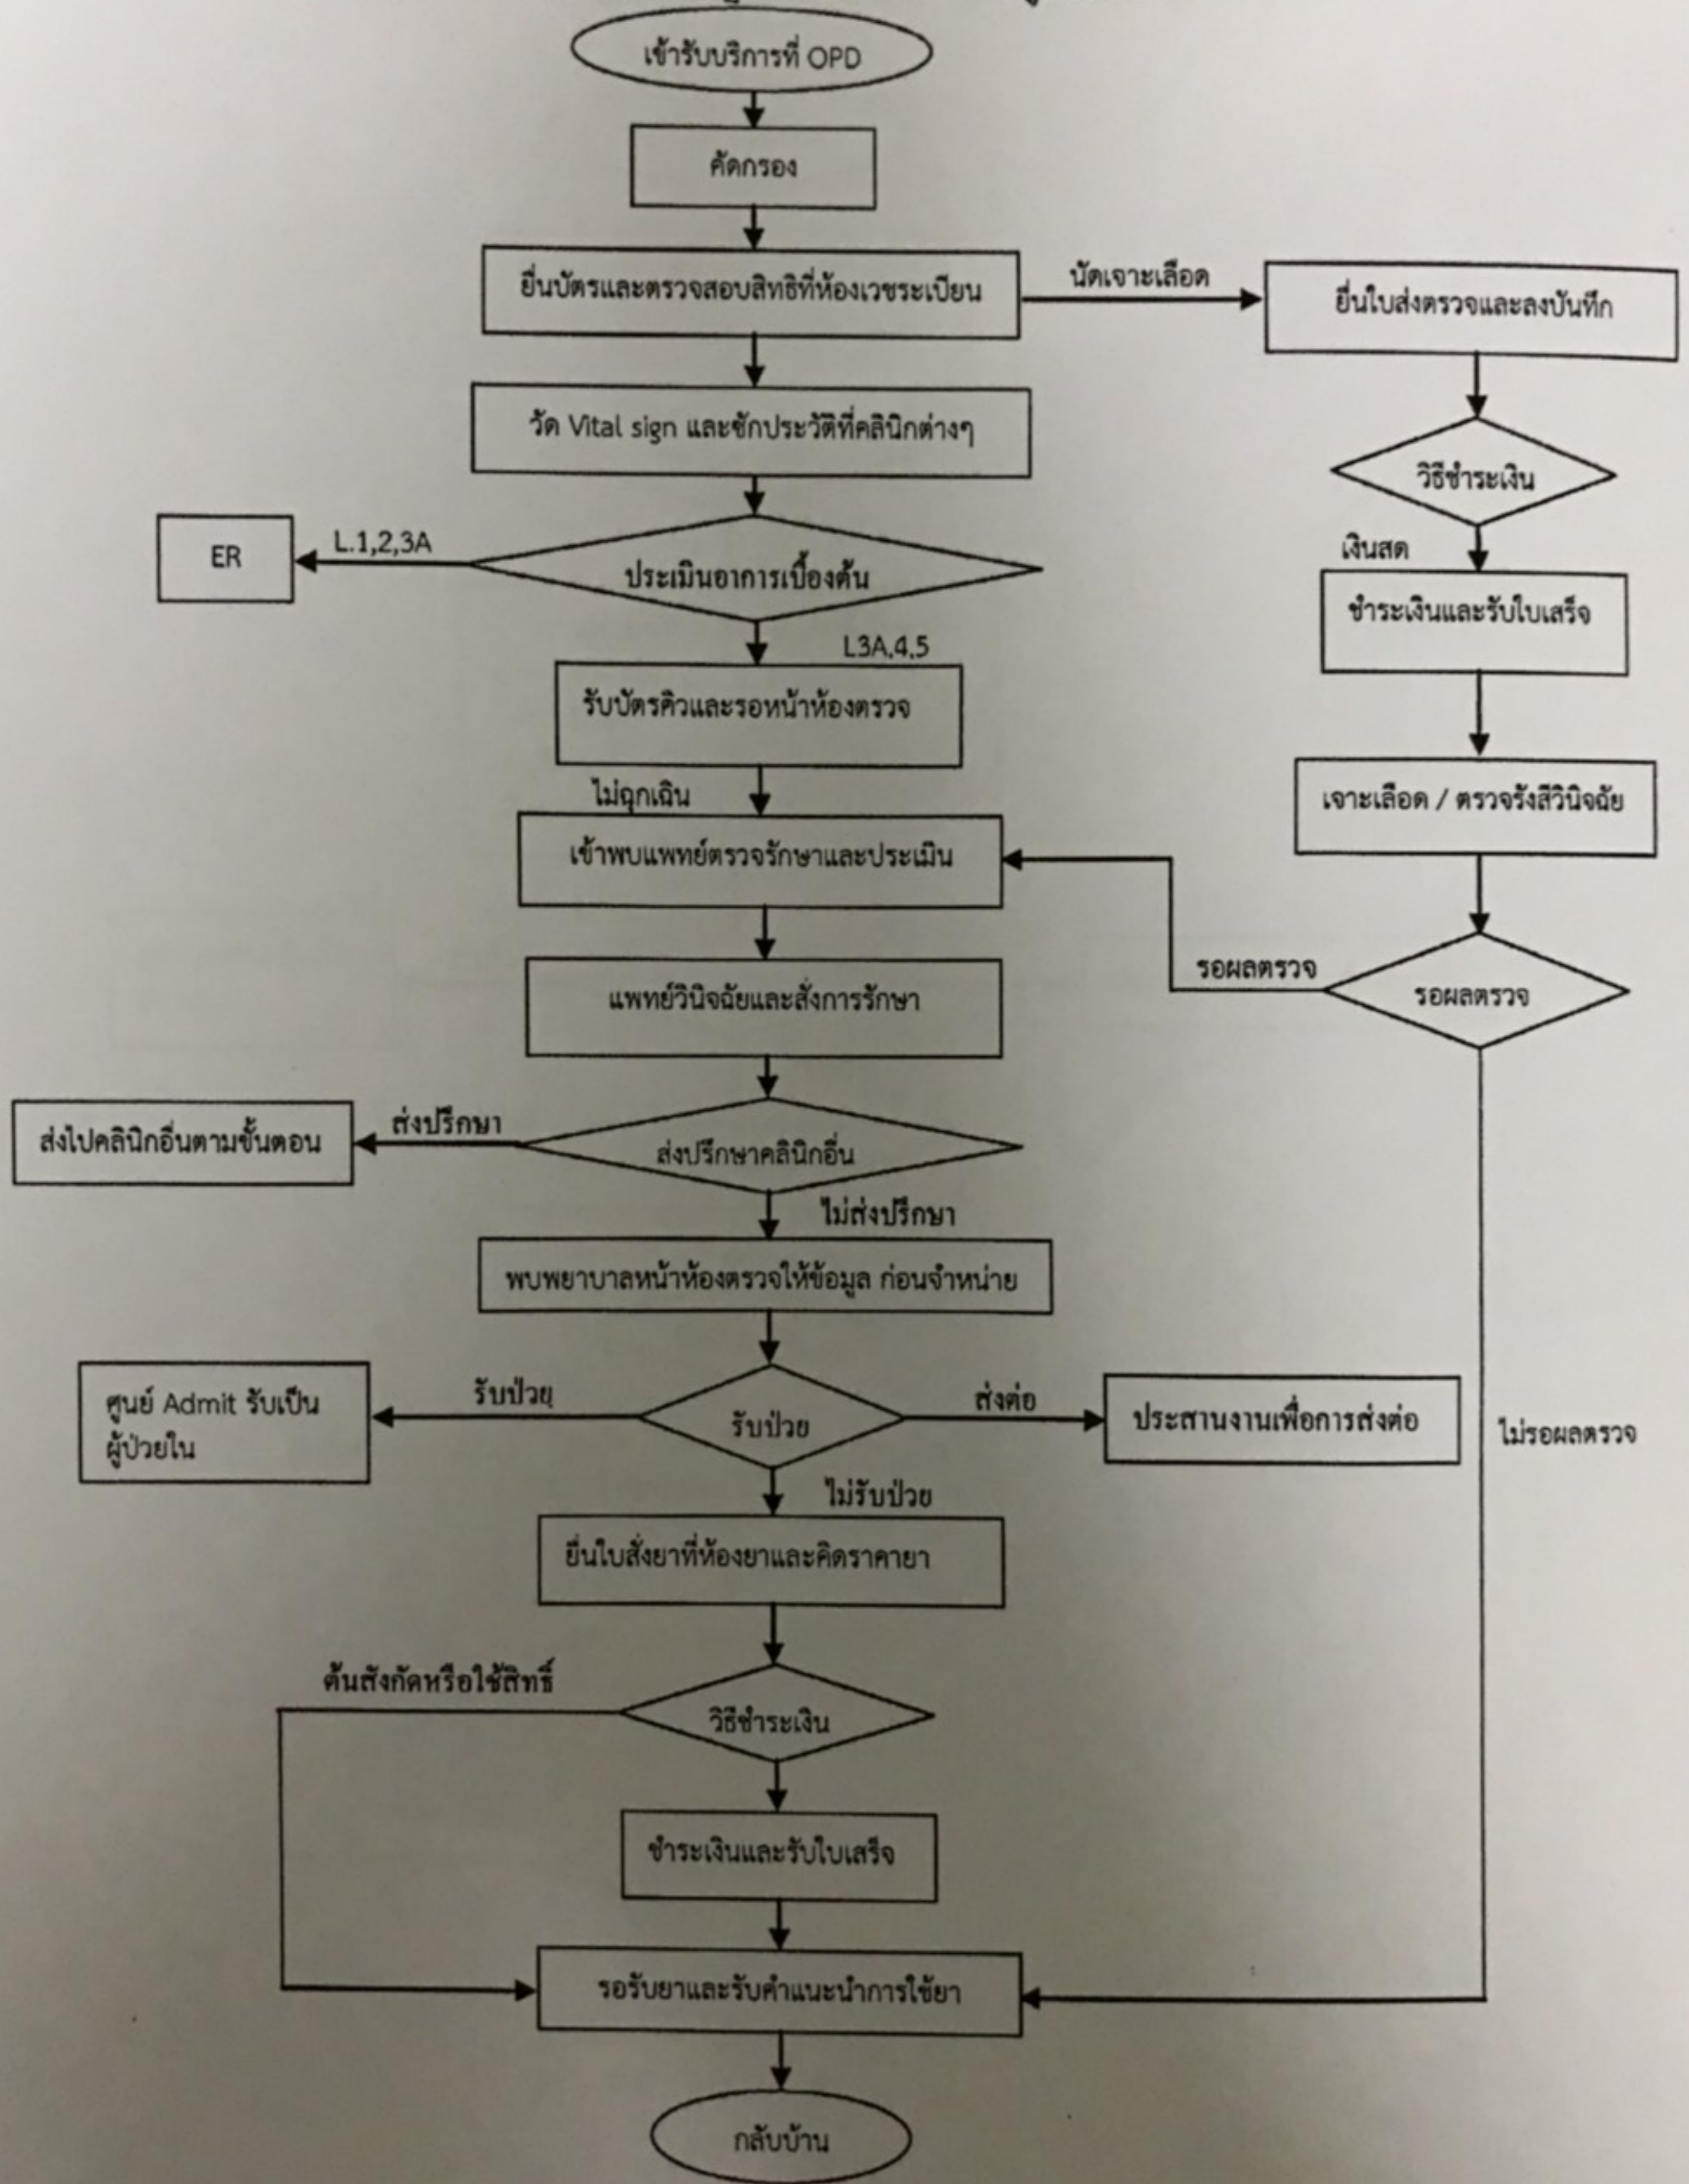 เข้ารับบริการที่ OPD
คัดกรอง
ยื่นบัตรและตรวจสอบสิทธิที่ห้องเวชระเบียน
นัดเจาะเลือด
ยื่นใบส่งตรวจและลงบันทึก
วัด Vital sign และซักประวัติที่คลินิกต่างๆ
วิธีชำระเงิน
เงินสด
ER
L.1,2,3A
ประเมินอาการเบื้องต้น
ชำระเงินและรับใบเสร็จ
L3A,4,5
รับบัตรคิวและรอหน้าห้องตรวจ
ไม่ฉุกเฉิน
เจาะเลือด / ตรวจรังสีวินิจฉัย
เข้าพบแพทย์ตรวจรักษาและประเมิน
รอผลตรวจ
รอผลตรวจ
แพทย์วินิจฉัยและสั่งการรักษา
ส่งไปคลินิกอื่นตามขั้นตอน
ส่งปรึกษา
ส่งปรึกษาคลินิกอื่น
ไม่ส่งปรึกษา
พบพยาบาลหน้าห้องตรวจให้ข้อมูล ก่อนจำหน่าย
ศูนย์ Admit รับเป็น
ผู้ป่วยใน
รับป่วย
รับป่วย
ส่งต่อ
ประสานงานเพื่อการส่งต่อ
ไม่รอผลตรวจ
ไม่รับป่วย
ยื่นใบสั่งยาที่ห้องยาและคิดราคายา
ต้นสังกัดหรือใช้สิทธิ์
วิธีชำระเงิน
ชำระเงินและรับใบเสร็จ
รอรับยาและรับคำแนะนำการใช้ยา
กลับบ้าน